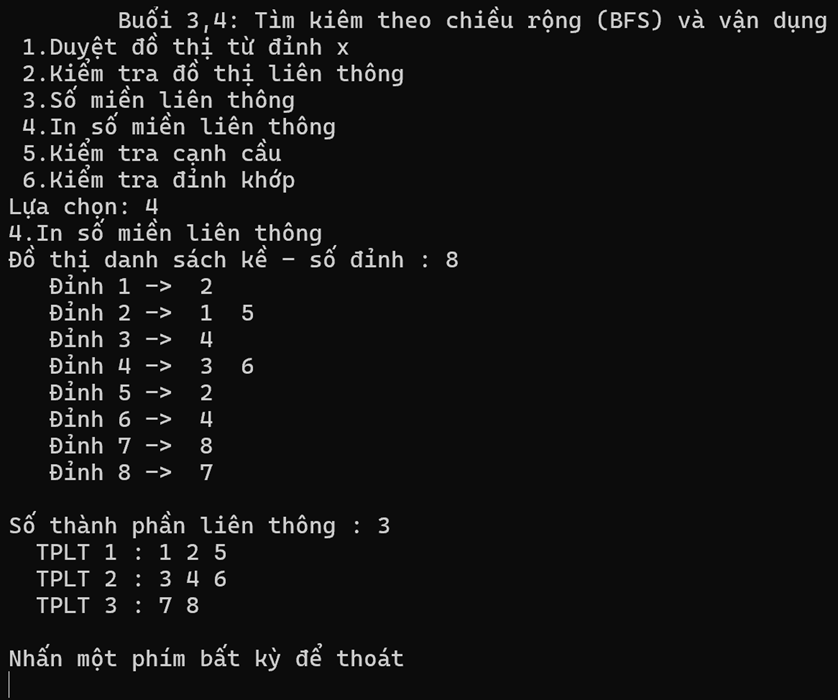 Buổi 3,4: Tìm kiếm theo chiều rộng (BFS) và vận dụng
1.Duyệt đồ thị từ đỉnh x
2.Kiểm tra đồ thị liên thông
3.Số miền liên thông
4.In số miền liên thông
5.Kiểm tra cạnh cầu
6.Kiểm tra đỉnh khớp
Lựa chọn: 4
4.In số miền liên thông
Đồ thị danh sách kề - số đỉnh : 8
Đỉnh 1 -> 2
Đỉnh 2 -> 1 5
Đỉnh 3 -> 4
Đỉnh 4 -> 3 6
Đỉnh 5 -> 2
Đỉnh 6 -> 4
Đỉnh 7 -> 8
Đỉnh 8 -> 7
Số thành phần liên thông : 3
TPLT 1 : 1 2 5
TPLT 2 : 3 4 6
TPLT 3 : 7 8
Nhấn một phím bất kỳ để thoát